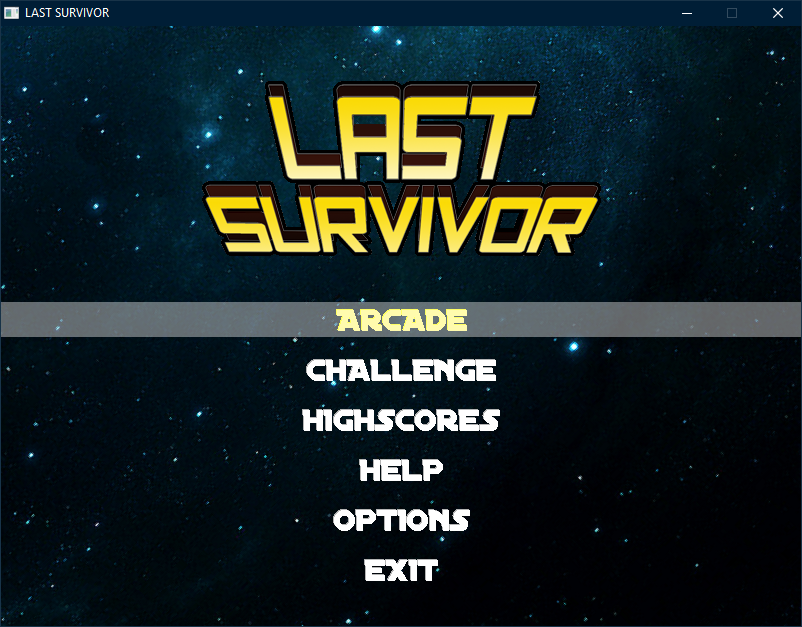 LAST SURVIVOR
LAST
SURVIVOR
ARCADE
CHALLENGE
HIGHSCORES
HELP
OPTIONS
EXIT